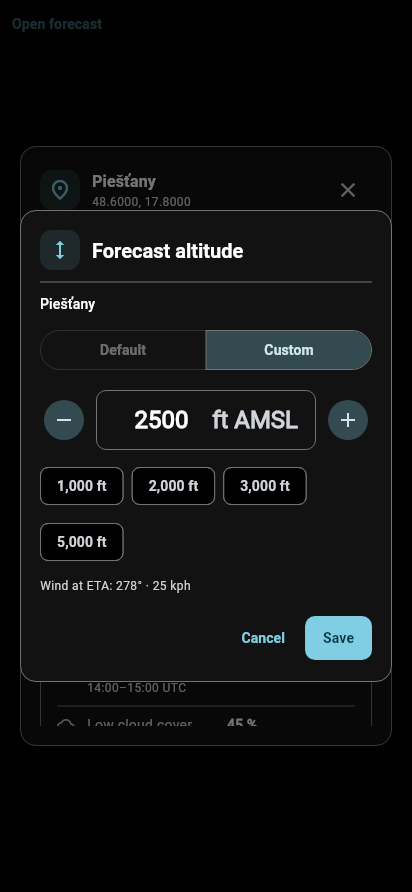 Open forecast
Piešťany
48.6000, 17.8000
Forecast altitude
Piešťany
Default
Custom
2500 ft AMSL
1,000 ft
2,000 ft
3,000 ft
5,000 ft
Wind at ETA: 278° · 25 kph
Cancel
Save
14:00–15:00 UTC
Low cloud cover 45 %